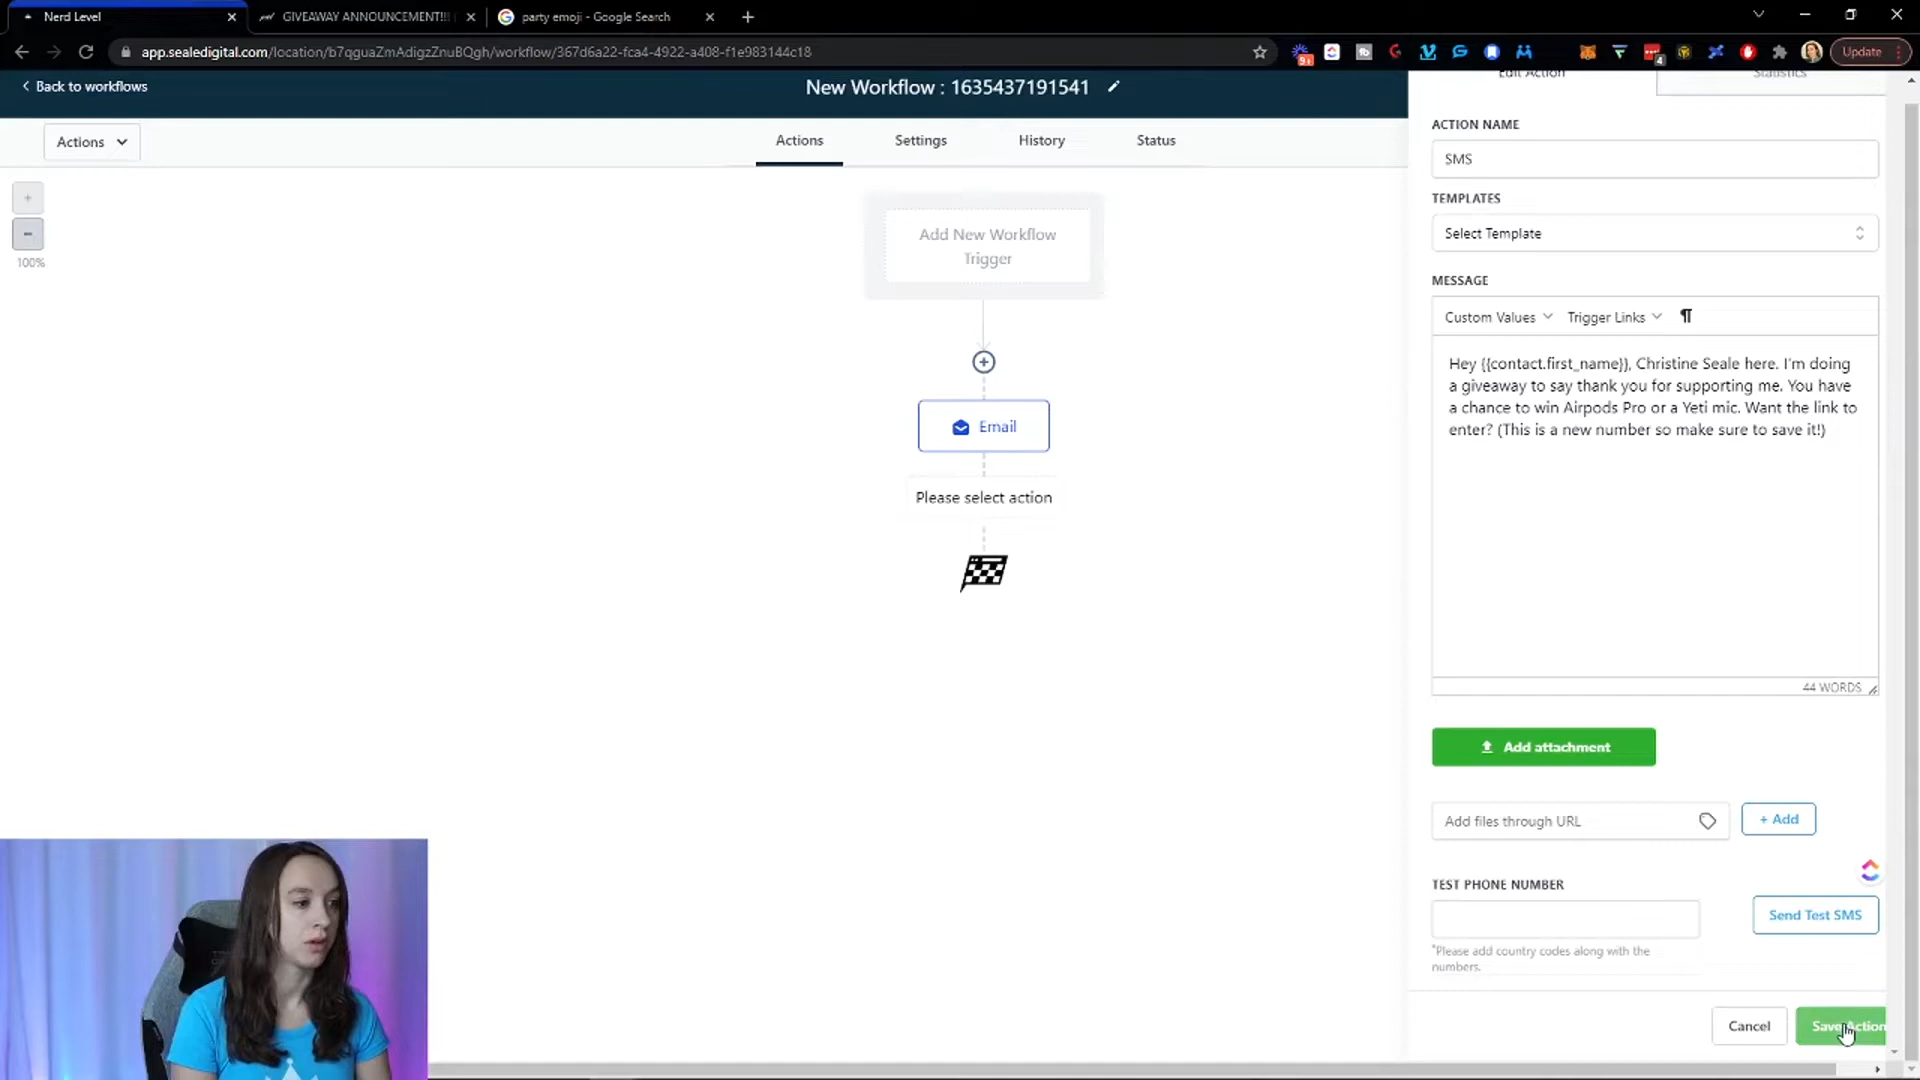 Nerd Level
GIVEAWAY ANNOUNCEMENT!!!
party emoji - Google Search
app.sealedigital.com/location/b7qguaZmAdigzZnuBQgh/workflow/367d6a22-fca4-4922-a408-f1e983144c18
Update
Back to workflows
New Workflow : 1635437191541
Edit Action
Statistics
Actions
Actions
Settings
History
Status
100%
Add New Workflow
Trigger
Email
Please select action
ACTION NAME
SMS
TEMPLATES
Select Template
MESSAGE
Custom Values
Trigger Links
Hey {{contact.first_name}}, Christine Seale here. I'm doing
a giveaway to say thank you for supporting me. You have
a chance to win Airpods Pro or a Yeti mic. Want the link to
enter? (This is a new number so make sure to save it!)
44 WORDS
Add attachment
Add files through URL
+ Add
TEST PHONE NUMBER
Send Test SMS
*Please add country codes along with the
numbers.
Cancel
Save Action